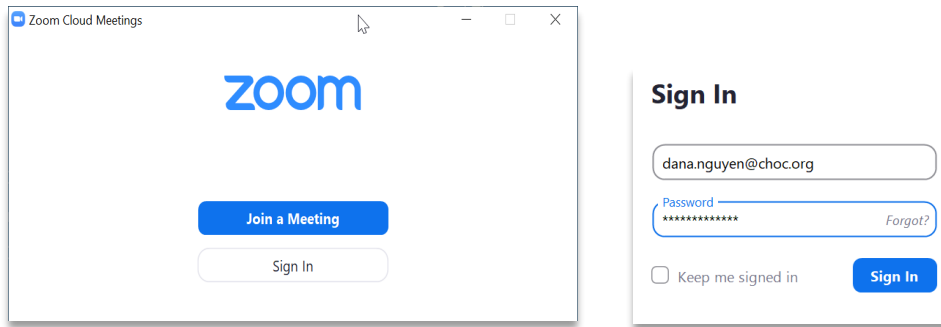 Zoom Cloud Meetings
zoom
Join a Meeting
Sign In
Sign In
dana.nguyen@choc.org
Password
*************
Forgot?
Keep me signed in
Sign In